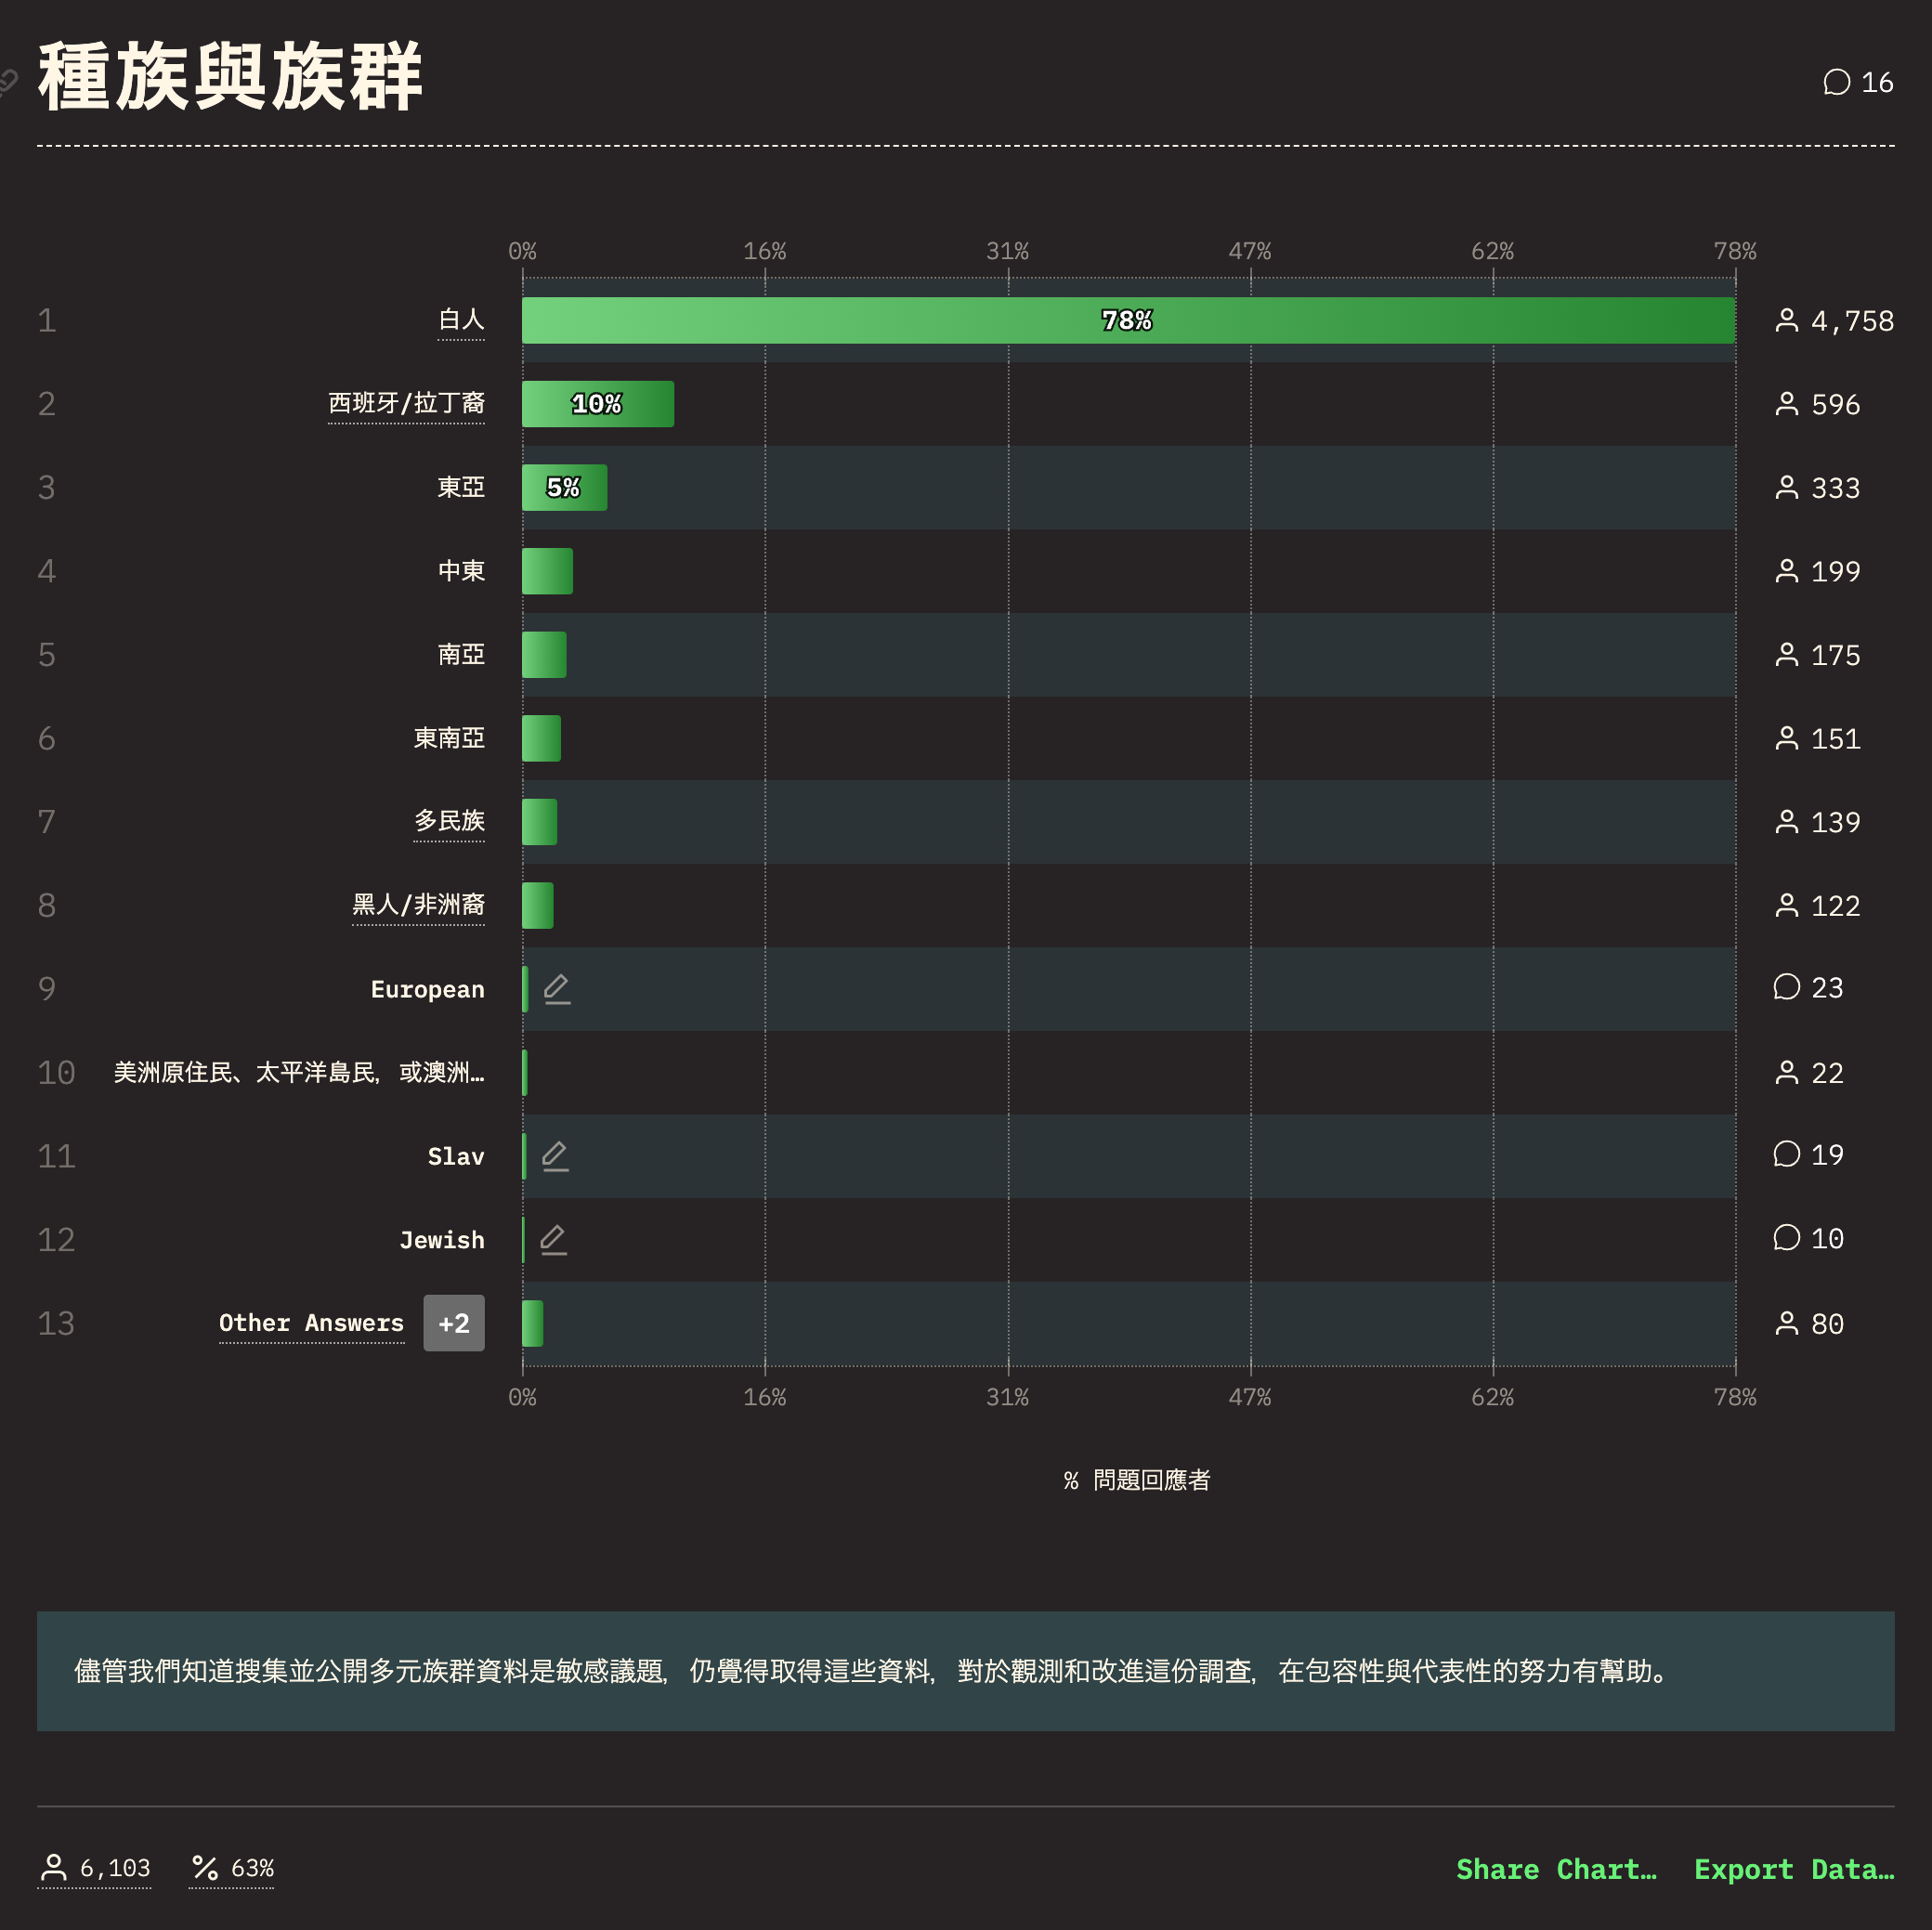 種族與族群
16
0% 16% 31% 47% 62% 78%
1 白人 78% 4,758
2 西班牙/拉丁裔 10% 596
3 東亞 5% 333
4 中東 199
5 南亞 175
6 東南亞 151
7 多民族 139
8 黑人/非洲裔 122
9 European 23
10 美洲原住民、太平洋島民，或澳洲… 22
11 Slav 19
12 Jewish 10
13 Other Answers +2 80
0% 16% 31% 47% 62% 78%
% 問題回應者
儘管我們知道搜集並公開多元族群資料是敏感議題，仍覺得取得這些資料，對於觀測和改進這份調查，在包容性與代表性的努力有幫助。
6,103 % 63% Share Chart… Export Data…